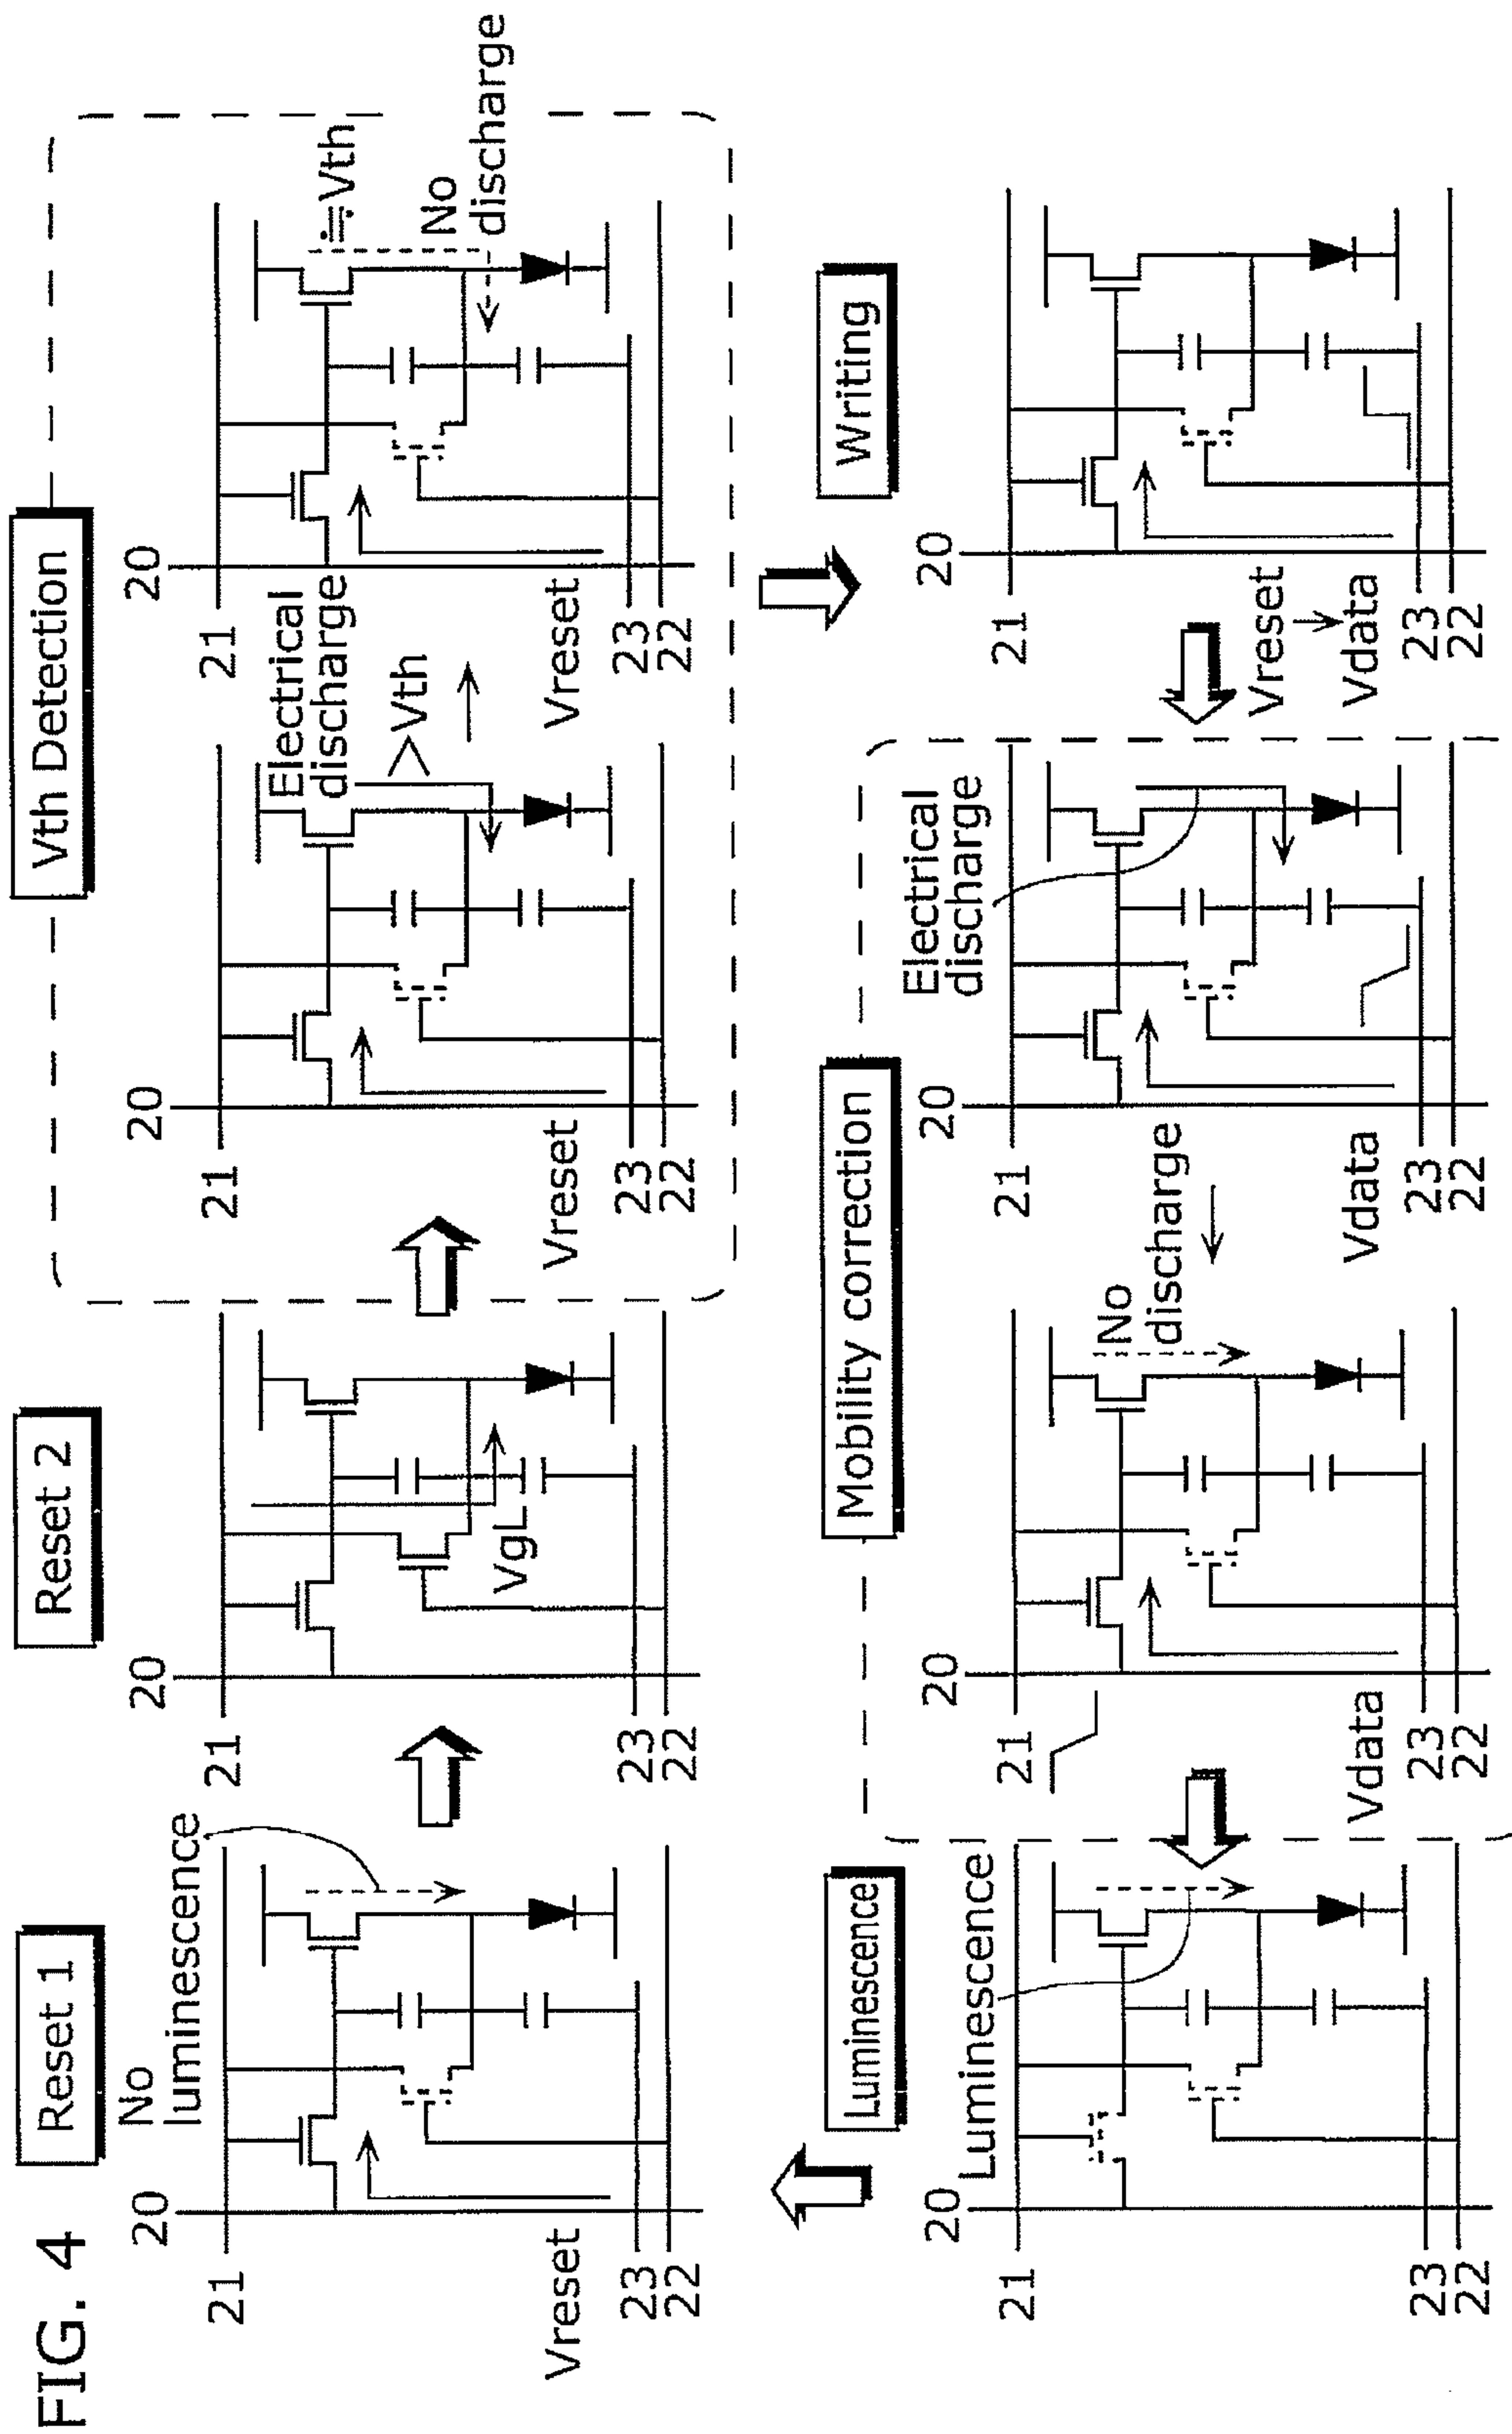 FIG. 4
Reset 1
No
luminescence
20
21
Vreset
23
22
Reset 2
20
21
VgL
23
22
Vth Detection
20
21
Electrical
discharge
>Vth
Vreset
23
22
20
21
≒Vth
No
discharge
Vreset
23
22
Writing
20
21
Vreset
→
Vdata
23
22
Mobility correction
Electrical
discharge
20
21
Vdata
23
22
No
discharge
20
21
Vdata
23
22
Luminescence
Luminescence
20
21
23
22